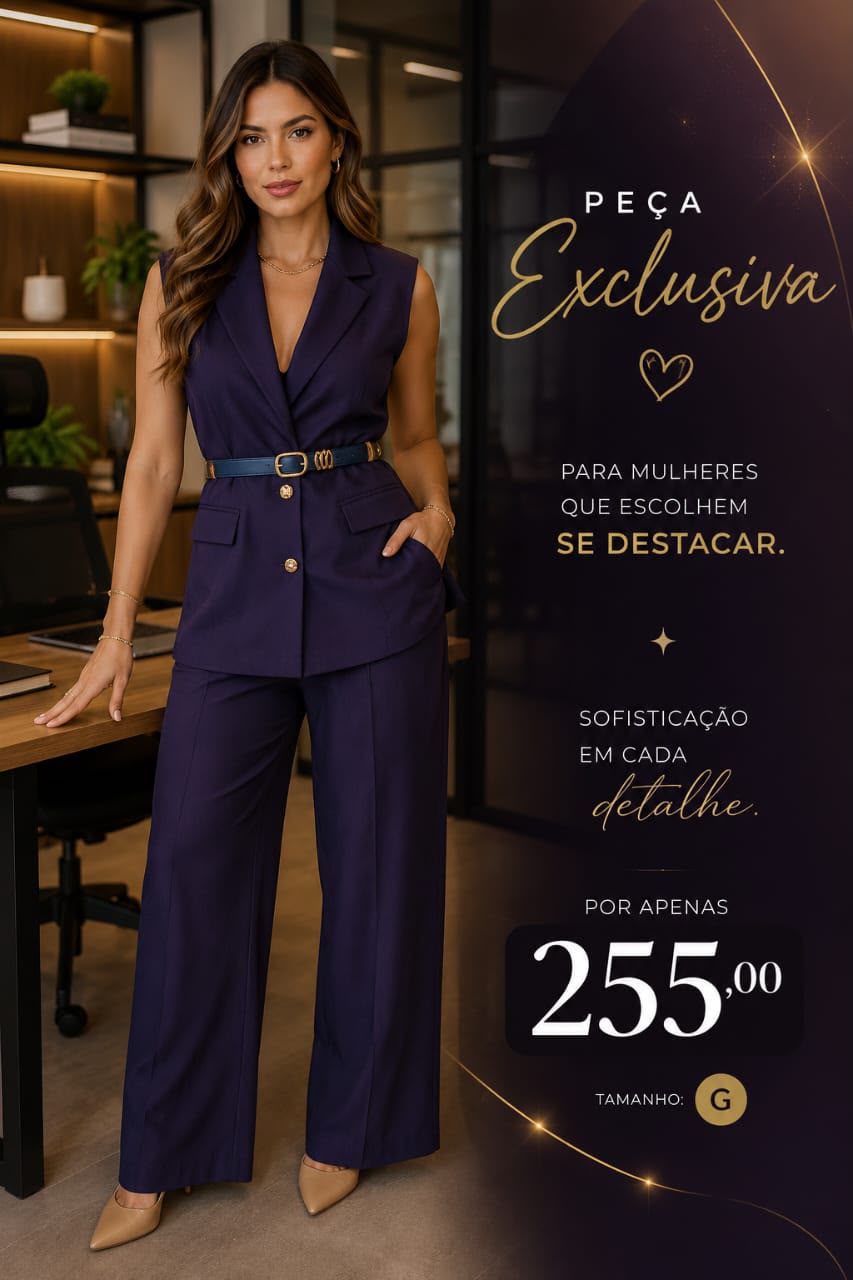 PEÇA
Exclusiva
PARA MULHERES
QUE ESCOLHEM
SE DESTACAR.
SOFISTICAÇÃO
EM CADA
detalhe.
POR APENAS
255,00
TAMANHO: G